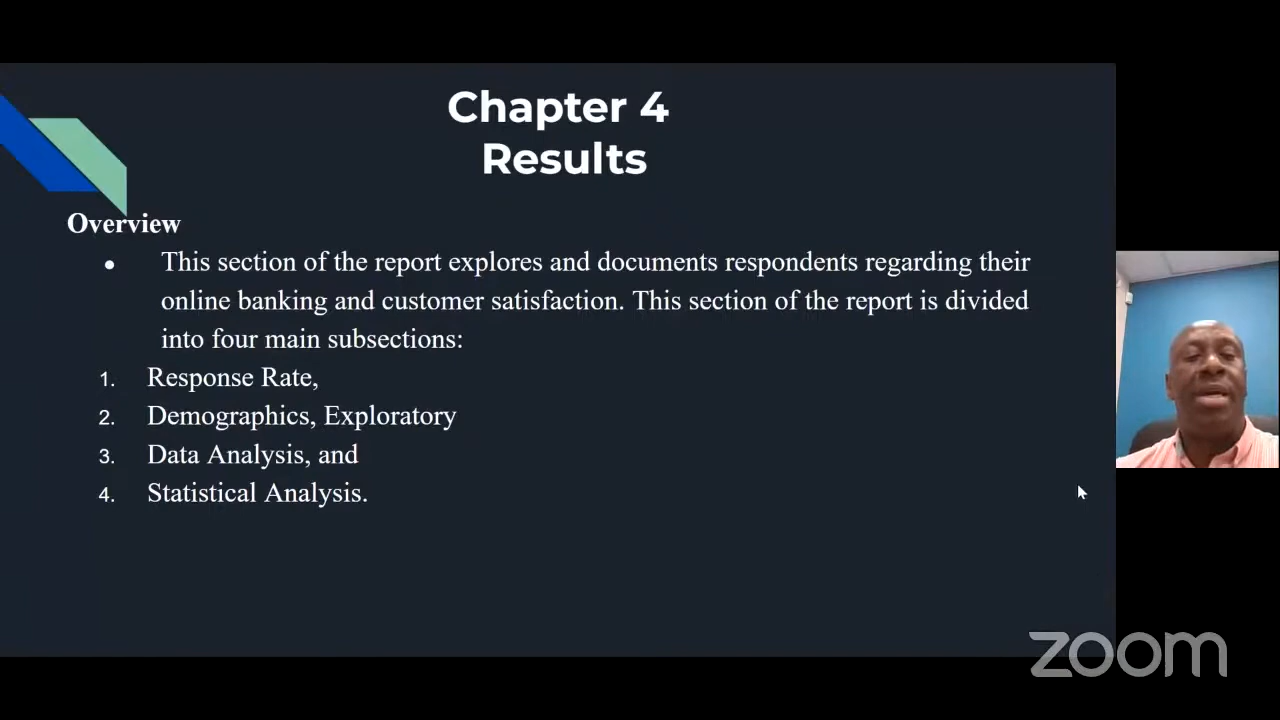 Chapter 4
Results
Overview
● This section of the report explores and documents respondents regarding their
online banking and customer satisfaction. This section of the report is divided
into four main subsections:
1. Response Rate,
2. Demographics, Exploratory
3. Data Analysis, and
4. Statistical Analysis.
zoom